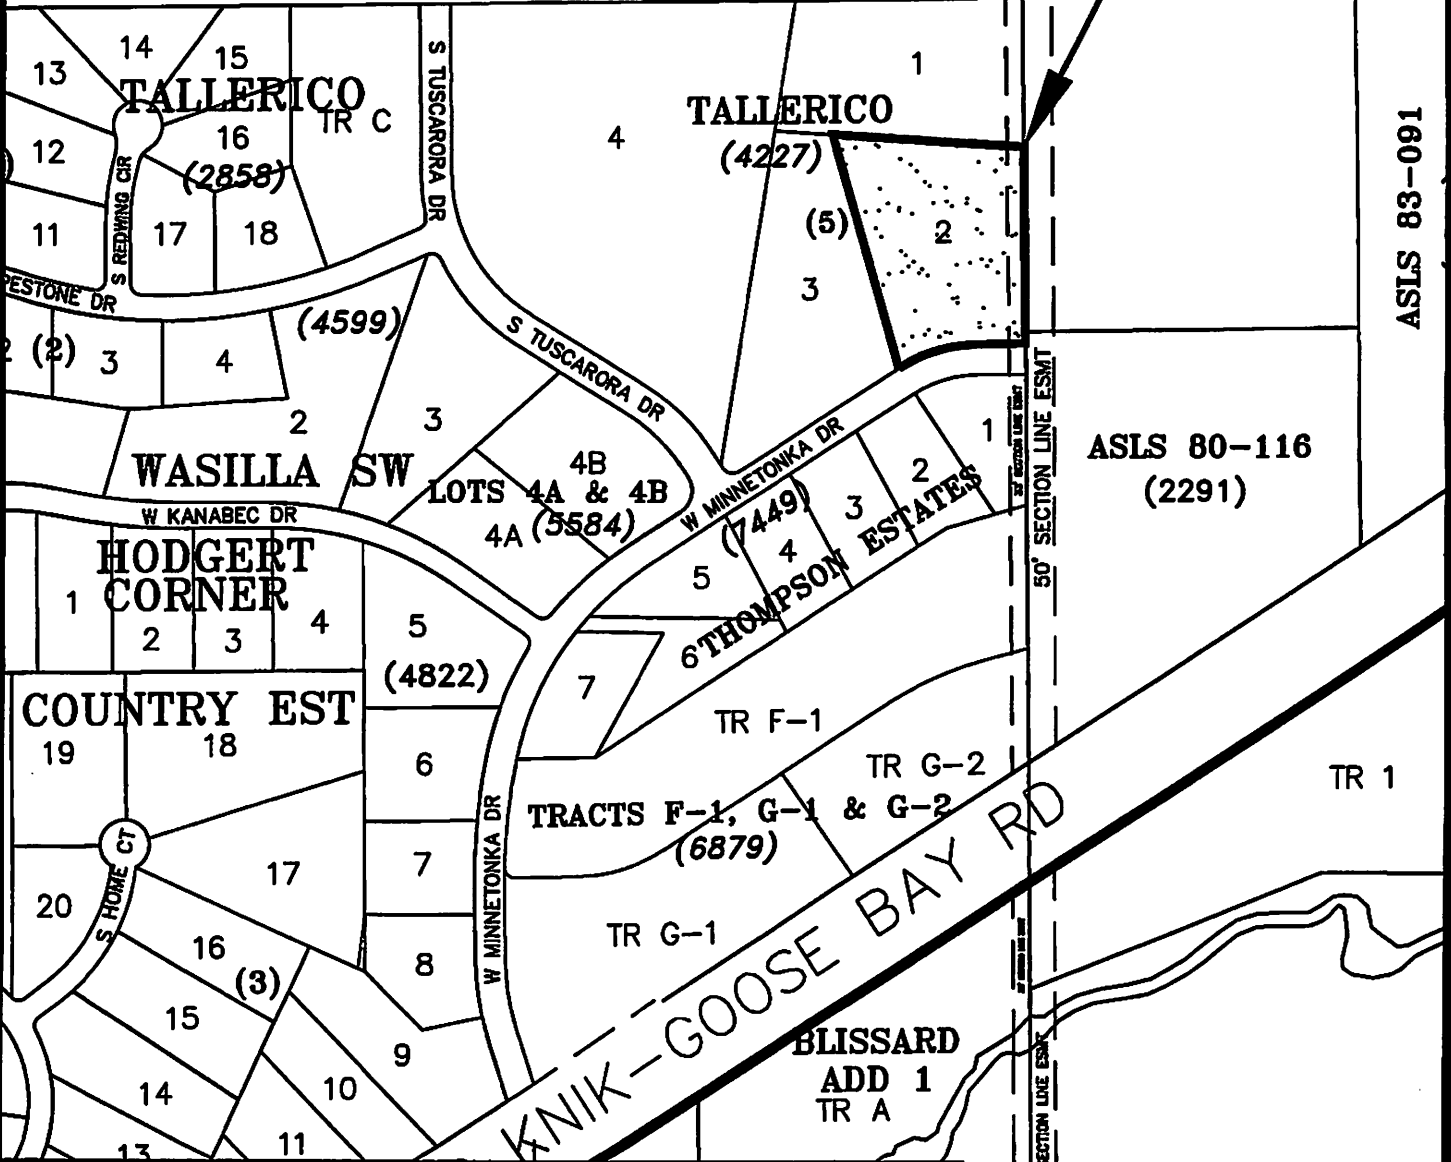 14
15
13
TALLERICO
TR C
16
12
(2858)
S REDWING CIR
11
17
18
S TUSCARORA DR
4
1
TALLERICO
(4227)
(5)
2
3
ASLS 83-091
PESTONE DR
(4599)
(2)
3
4
S TUSCARORA DR
2
3
WASILLA SW
4B
LOTS 4A & 4B
(5584)
4A
W MINNETONKA DR
(7449)
1
2
3
4
5
THOMPSON ESTATES
6
7
50' SECTION LINE ESMT
ASLS 80-116
(2291)
W KANABEC DR
HODGERT
CORNER
1
2
3
4
5
(4822)
COUNTRY EST
19
18
6
TR F-1
TR G-2
TR 1
TRACTS F-1, G-1 & G-2
(6879)
S HOME CT
17
7
W MINNETONKA DR
20
16
(3)
8
TR G-1
KNIK-GOOSE BAY RD
15
9
14
10
11
13
BLISSARD
ADD 1
TR A
SECTION LINE ESMT